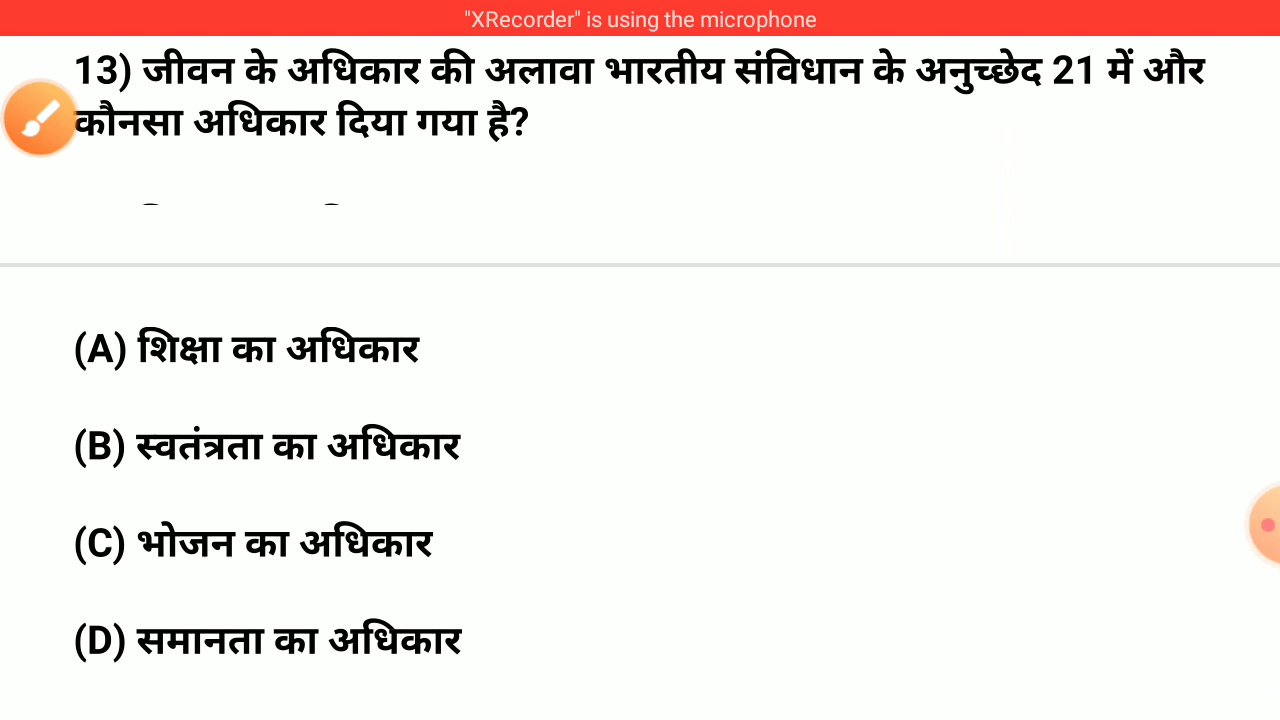 "XRecorder" is using the microphone
13) जीवन के अधिकार की अलावा भारतीय संविधान के अनुच्छेद 21 में और
कौनसा अधिकार दिया गया है?
(A) शिक्षा का अधिकार
(B) स्वतंत्रता का अधिकार
(C) भोजन का अधिकार
(D) समानता का अधिकार